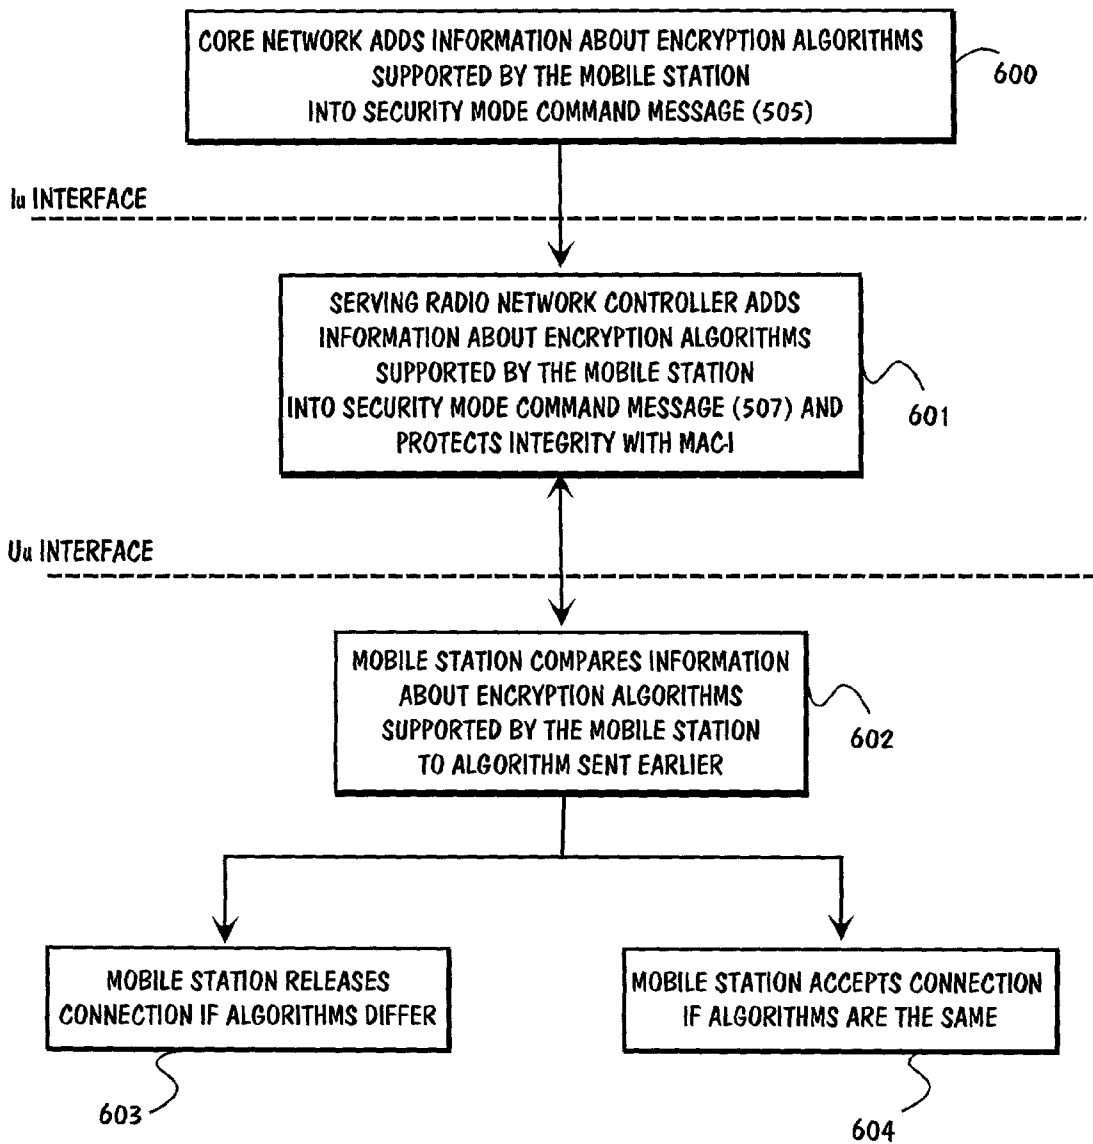 CORE NETWORK ADDS INFORMATION ABOUT ENCRYPTION ALGORITHMS
SUPPORTED BY THE MOBILE STATION
INTO SECURITY MODE COMMAND MESSAGE (505)
600
Iu INTERFACE
SERVING RADIO NETWORK CONTROLLER ADDS
INFORMATION ABOUT ENCRYPTION ALGORITHMS
SUPPORTED BY THE MOBILE STATION
INTO SECURITY MODE COMMAND MESSAGE (507) AND
PROTECTS INTEGRITY WITH MAC-I
601
Uu INTERFACE
MOBILE STATION COMPARES INFORMATION
ABOUT ENCRYPTION ALGORITHMS
SUPPORTED BY THE MOBILE STATION
TO ALGORITHM SENT EARLIER
602
MOBILE STATION RELEASES
CONNECTION IF ALGORITHMS DIFFER
603
MOBILE STATION ACCEPTS CONNECTION
IF ALGORITHMS ARE THE SAME
604